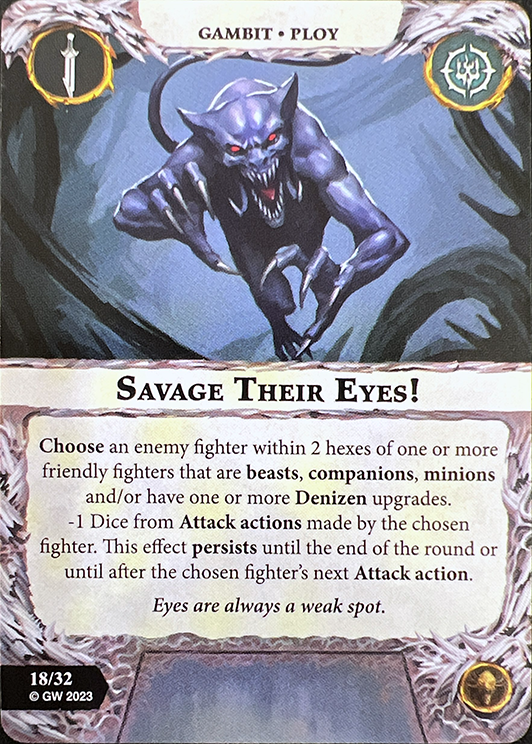 GAMBIT • PLOY
SAVAGE THEIR EYES!
Choose an enemy fighter within 2 hexes of one or more
friendly fighters that are beasts, companions, minions
and/or have one or more Denizen upgrades.
-1 Dice from Attack actions made by the chosen
fighter. This effect persists until the end of the round or
until after the chosen fighter's next Attack action.
Eyes are always a weak spot.
18/32
© GW 2023